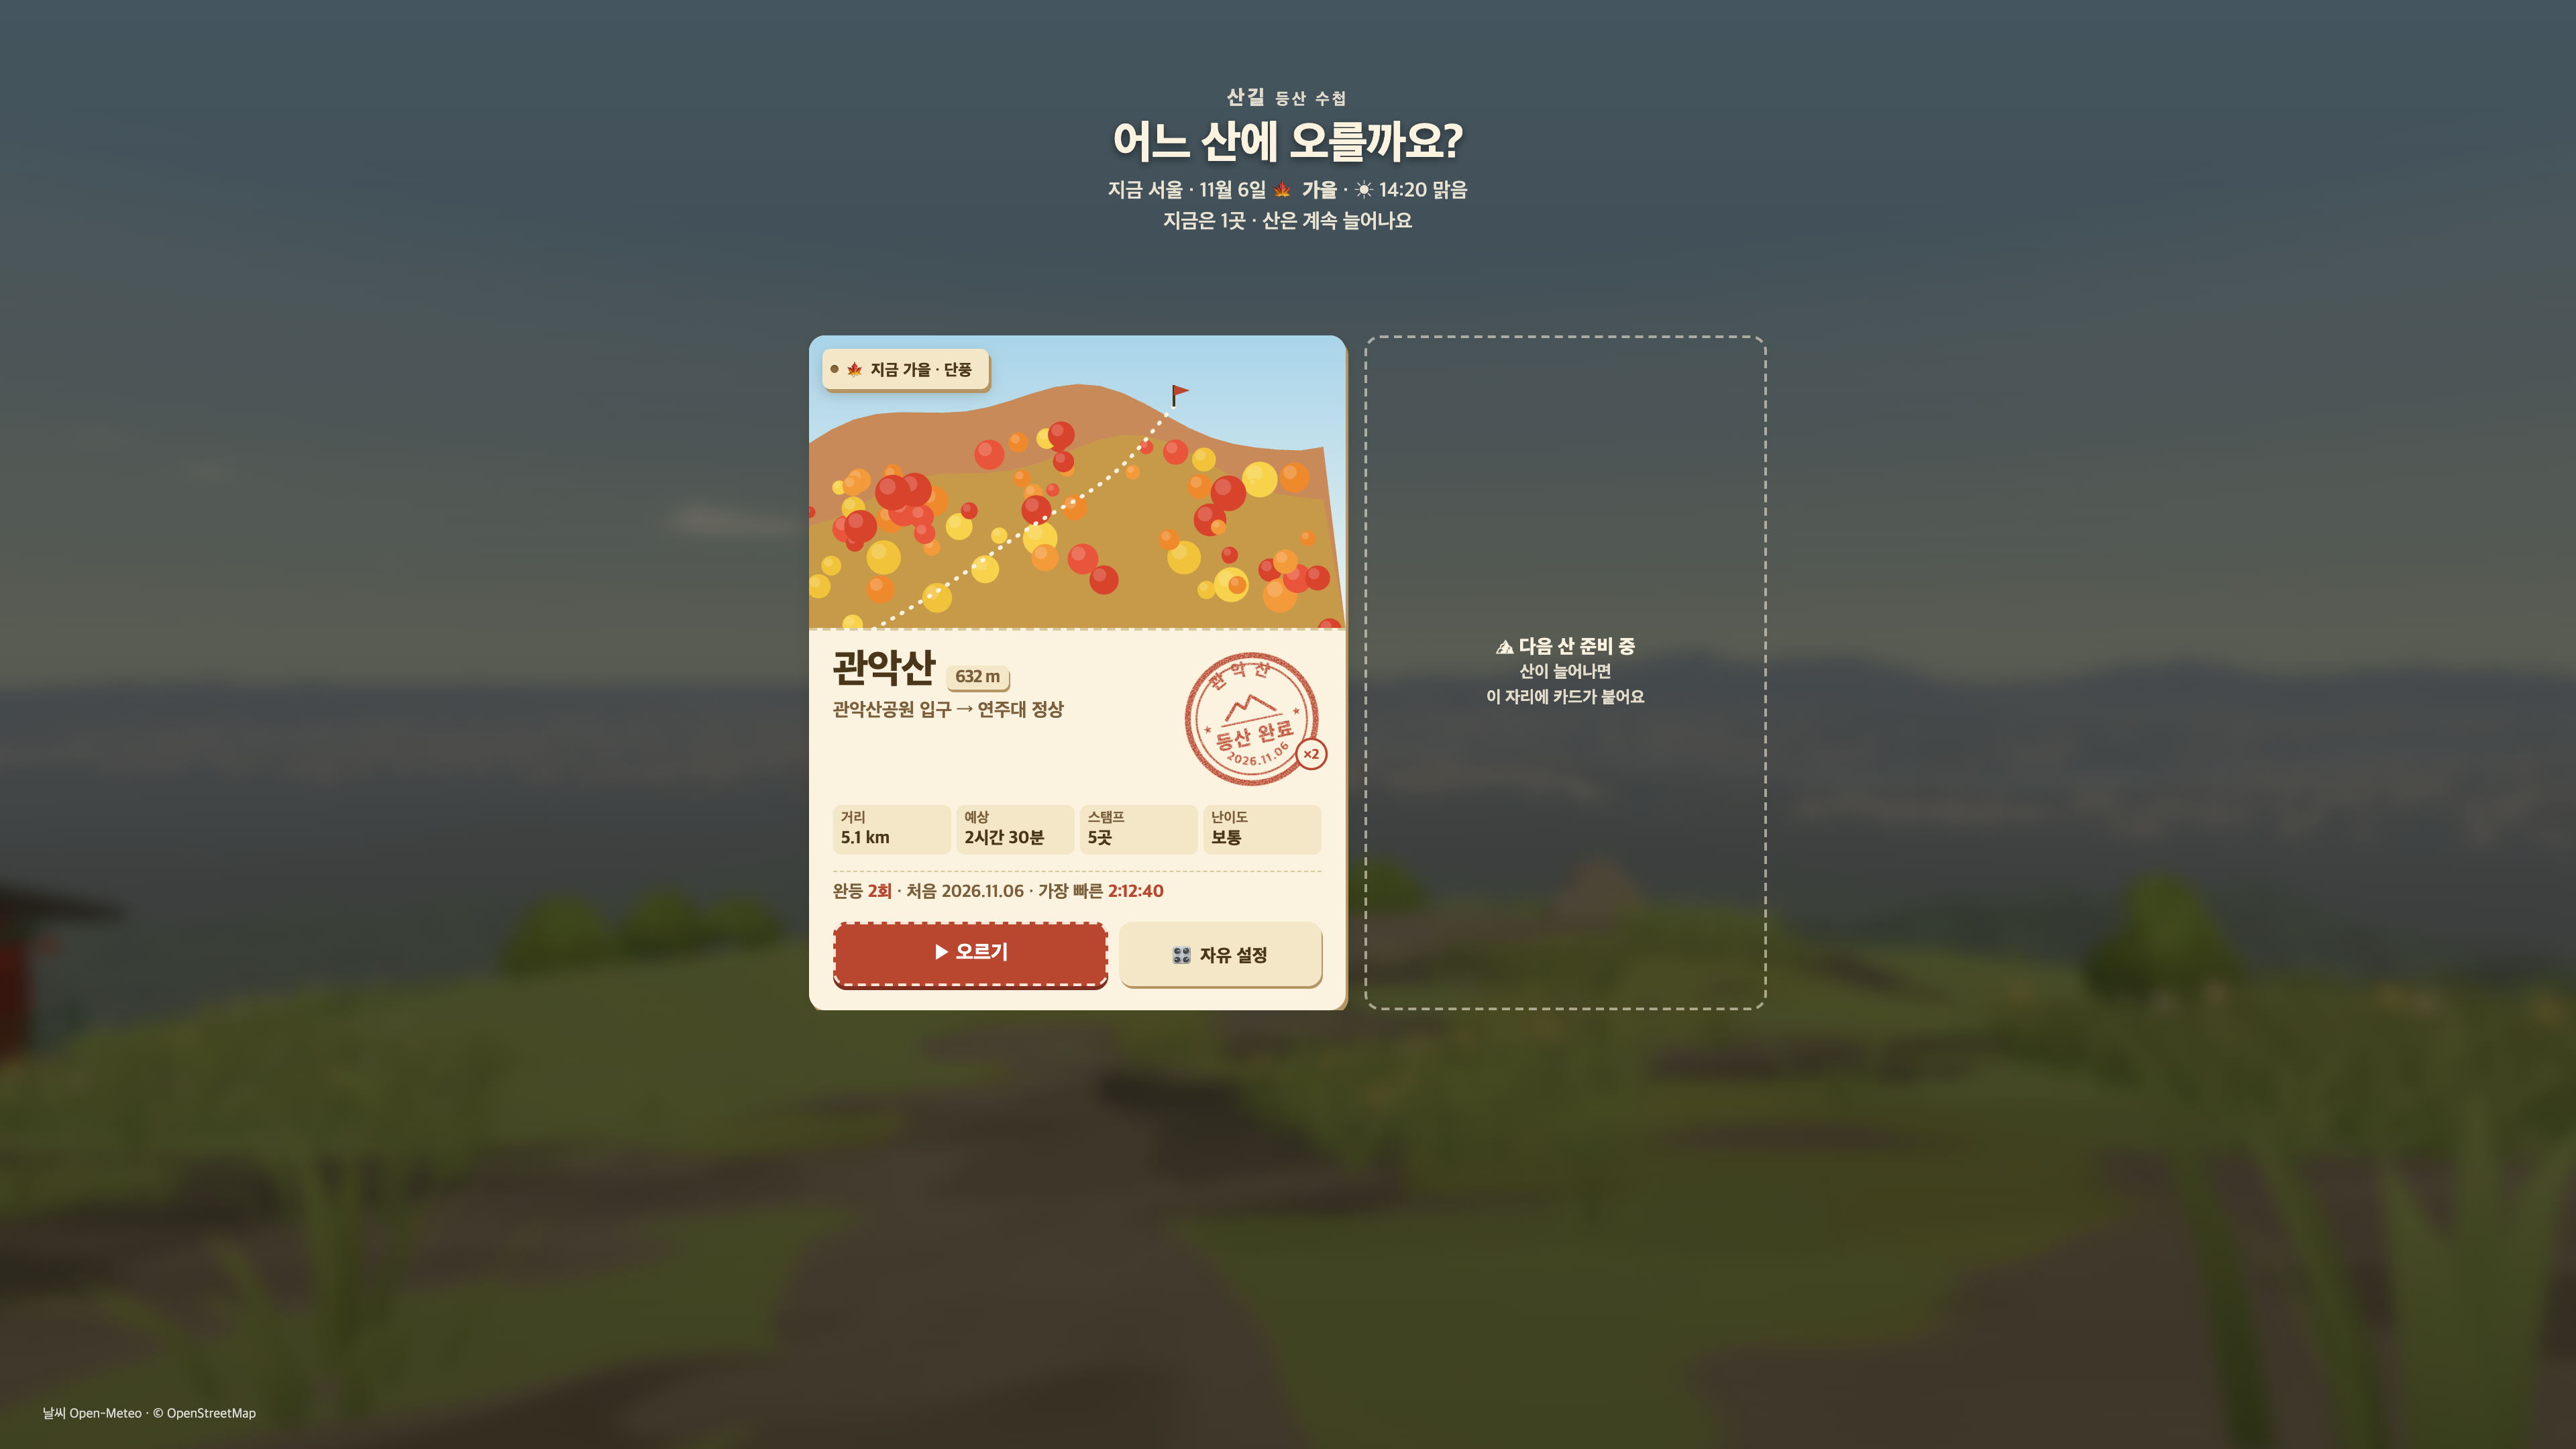 산길 등산 수첩
어느 산에 오를까요?
지금 서울 · 11월 6일 🍁 가을 · ☀ 14:20 맑음
지금은 1곳 · 산은 계속 늘어나요
🍁 지금 가을 · 단풍
관악산 632 m
관악산공원 입구 → 연주대 정상
관악산
등산 완료
2026.11.06
×2
거리 예상 스탬프 난이도
5.1 km 2시간 30분 5곳 보통
완등 2회 · 처음 2026.11.06 · 가장 빠른 2:12:40
▶ 오르기 🎛 자유 설정
⛰ 다음 산 준비 중
산이 늘어나면
이 자리에 카드가 붙어요
날씨 Open-Meteo · © OpenStreetMap